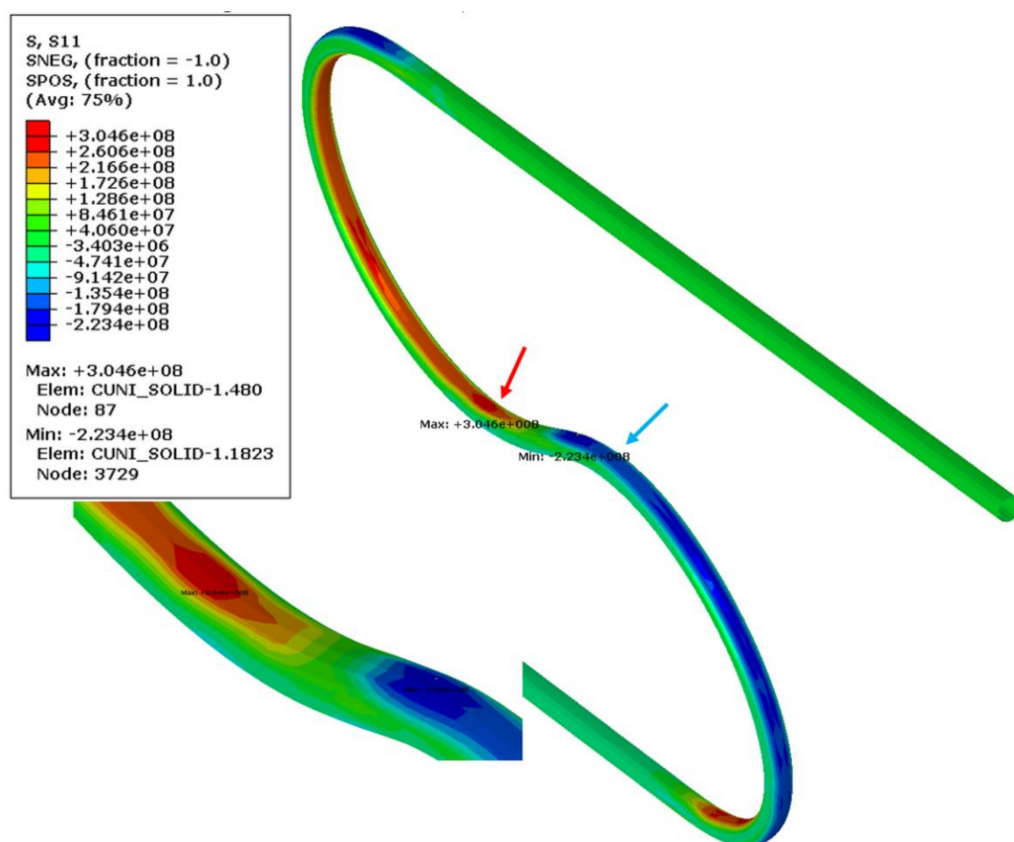 S, S11
SNEG, (fraction = -1.0)
SPOS, (fraction = 1.0)
(Avg: 75%)
+3.046e+08
+2.606e+08
+2.166e+08
+1.726e+08
+1.286e+08
+8.461e+07
+4.060e+07
-3.403e+06
-4.741e+07
-9.142e+07
-1.354e+08
-1.794e+08
-2.234e+08
Max: +3.046e+08
Elem: CUNI_SOLID-1.480
Node: 87
Min: -2.234e+08
Elem: CUNI_SOLID-1.1823
Node: 3729
Max: +3.046e+008
Min: -2.234e+008